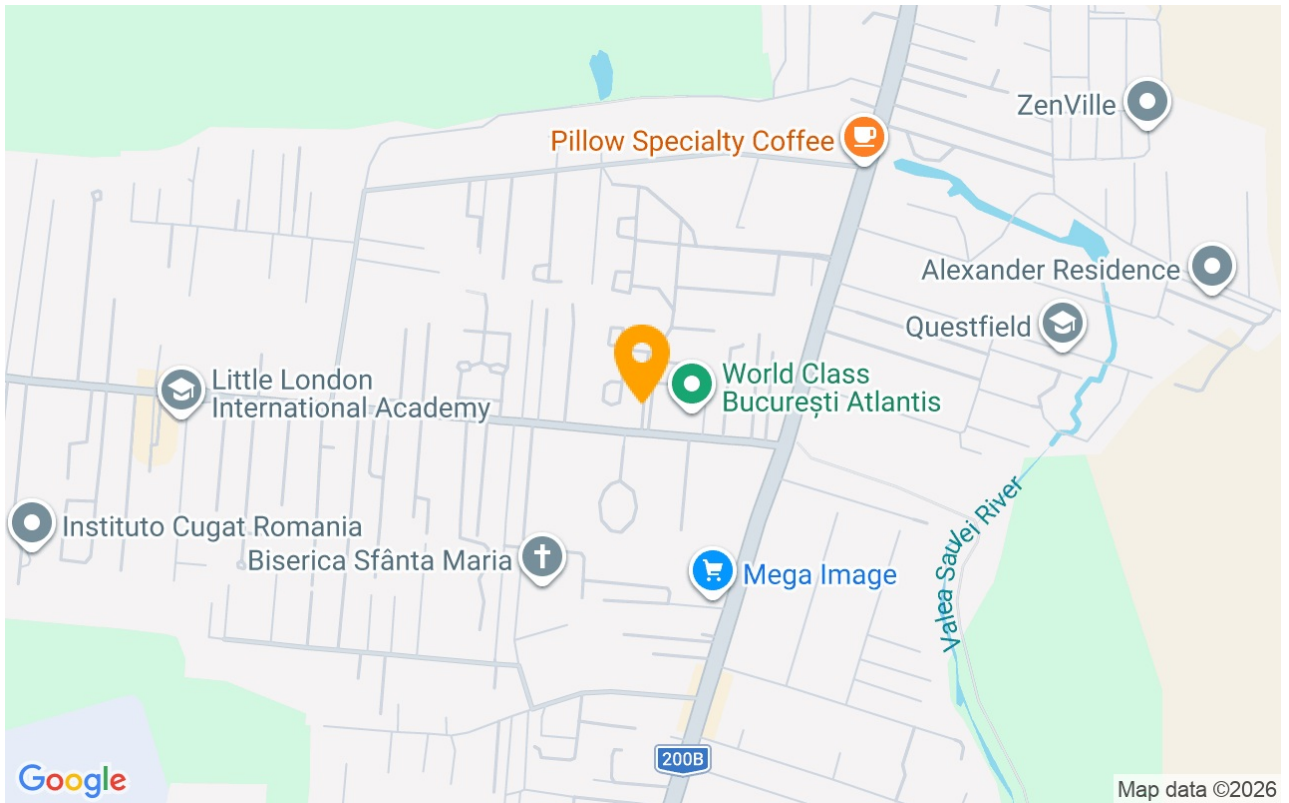 ZenVille
Pillow Specialty Coffee
Alexander Residence
Questfield
World Class
București Atlantis
Little London
International Academy
Instituto Cugat Romania
Biserica Sfânta Maria
Mega Image
Valea Saulei River
200B
Google
Map data ©2026